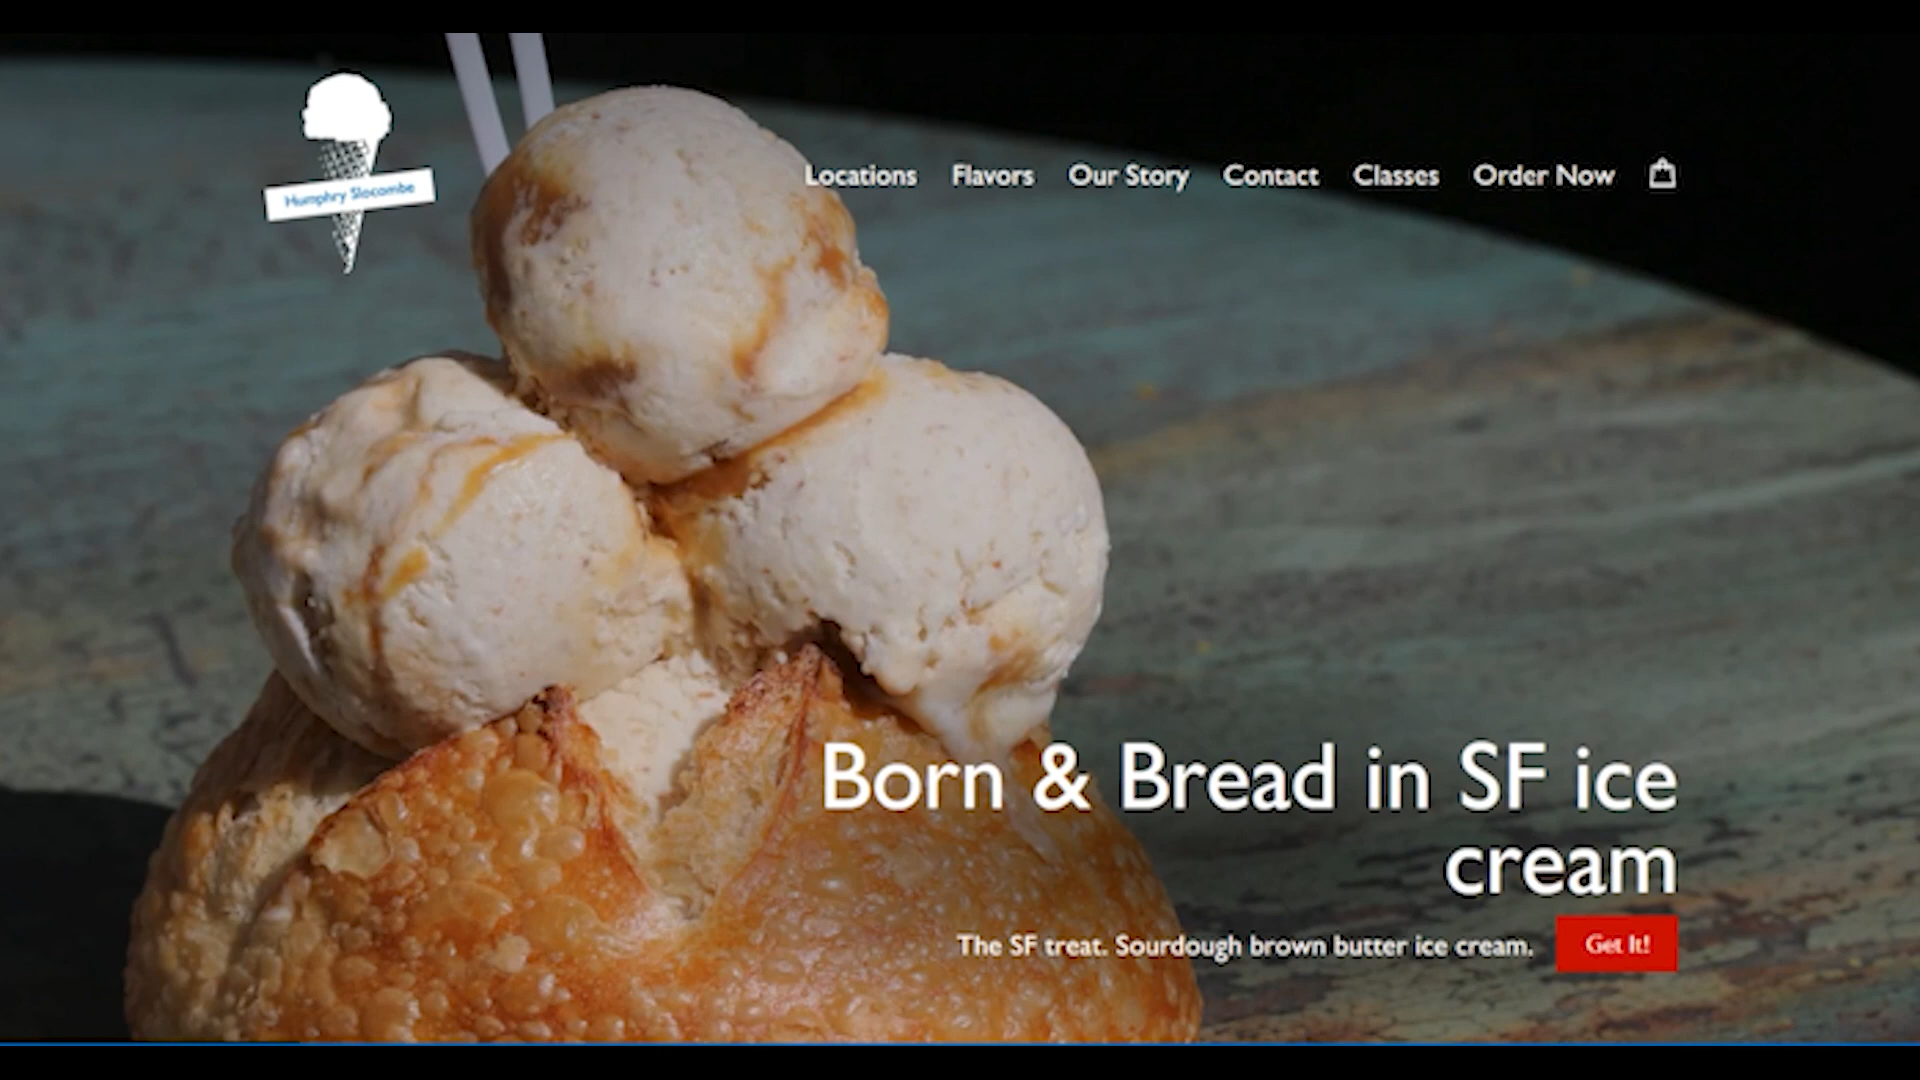 Humphry Slocombe
Locations Flavors Our Story Contact Classes Order Now
Born & Bread in SF ice
cream
The SF treat. Sourdough brown butter ice cream. Get It!